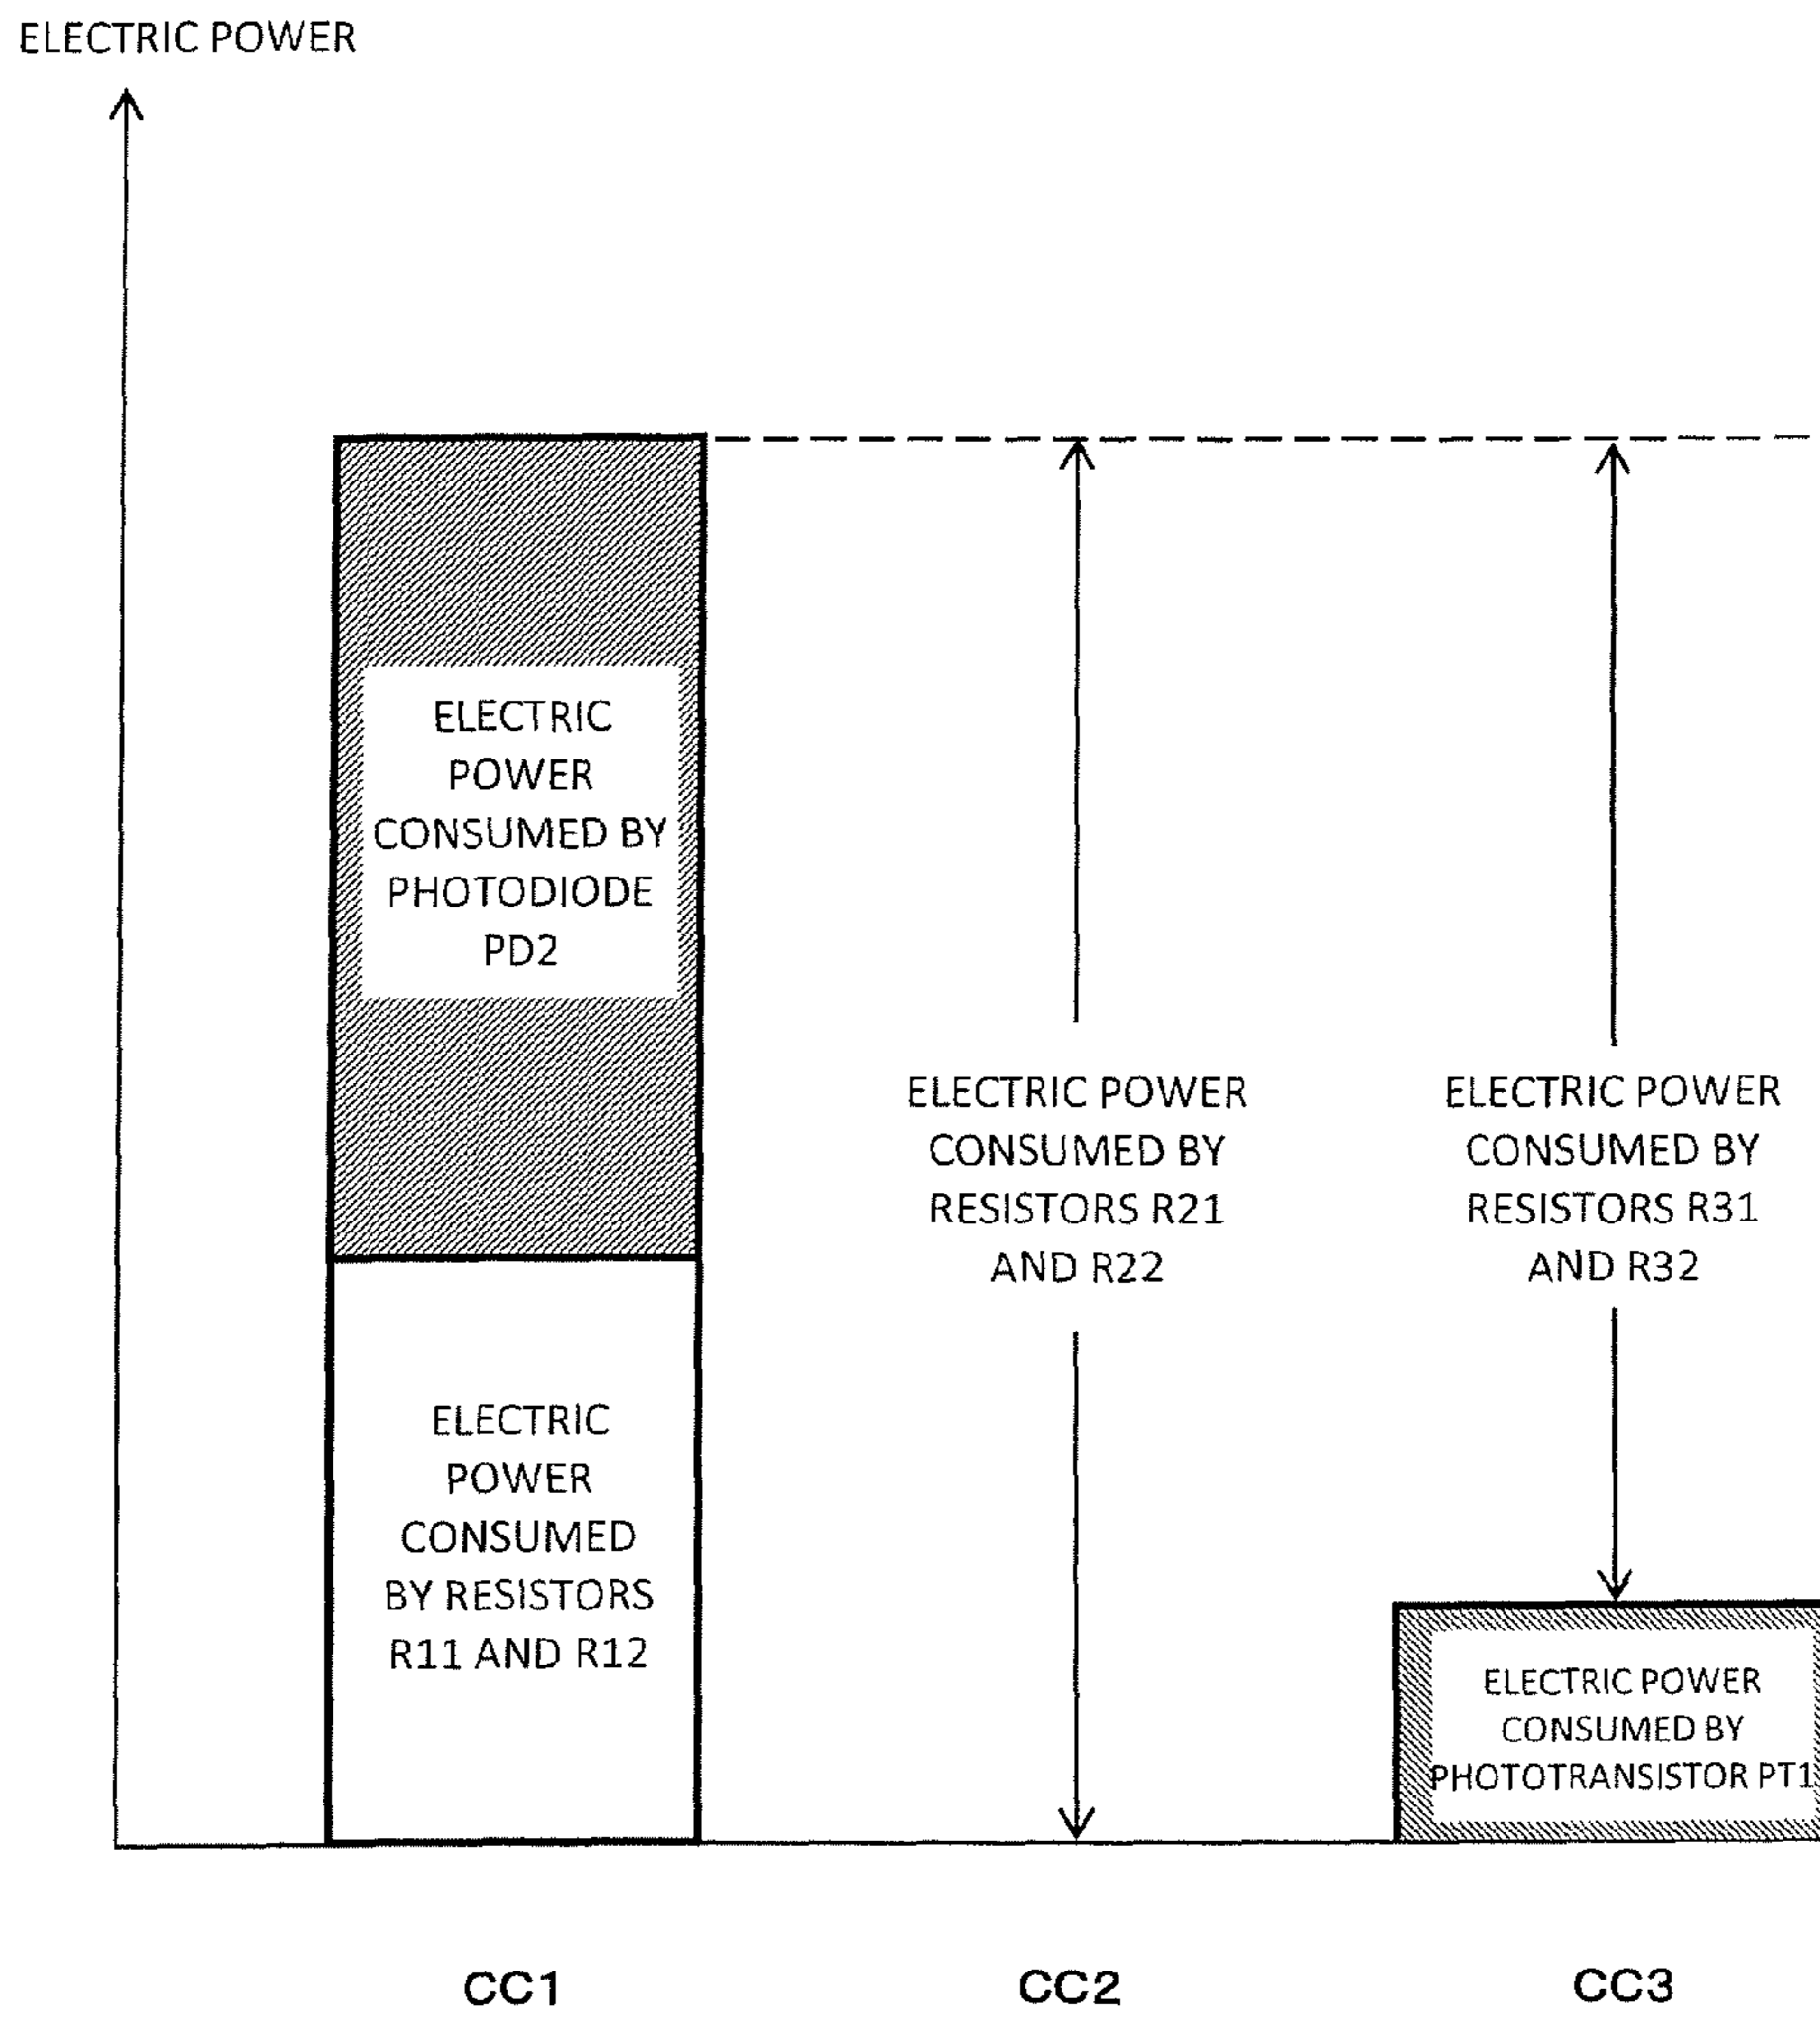 ELECTRIC POWER
ELECTRIC
POWER
CONSUMED BY
PHOTODIODE
PD2
ELECTRIC
POWER
CONSUMED
BY RESISTORS
R11 AND R12
ELECTRIC POWER
CONSUMED BY
RESISTORS R21
AND R22
ELECTRIC POWER
CONSUMED BY
RESISTORS R31
AND R32
ELECTRIC POWER
CONSUMED BY
PHOTOTRANSISTOR PT1
CC1
CC2
CC3